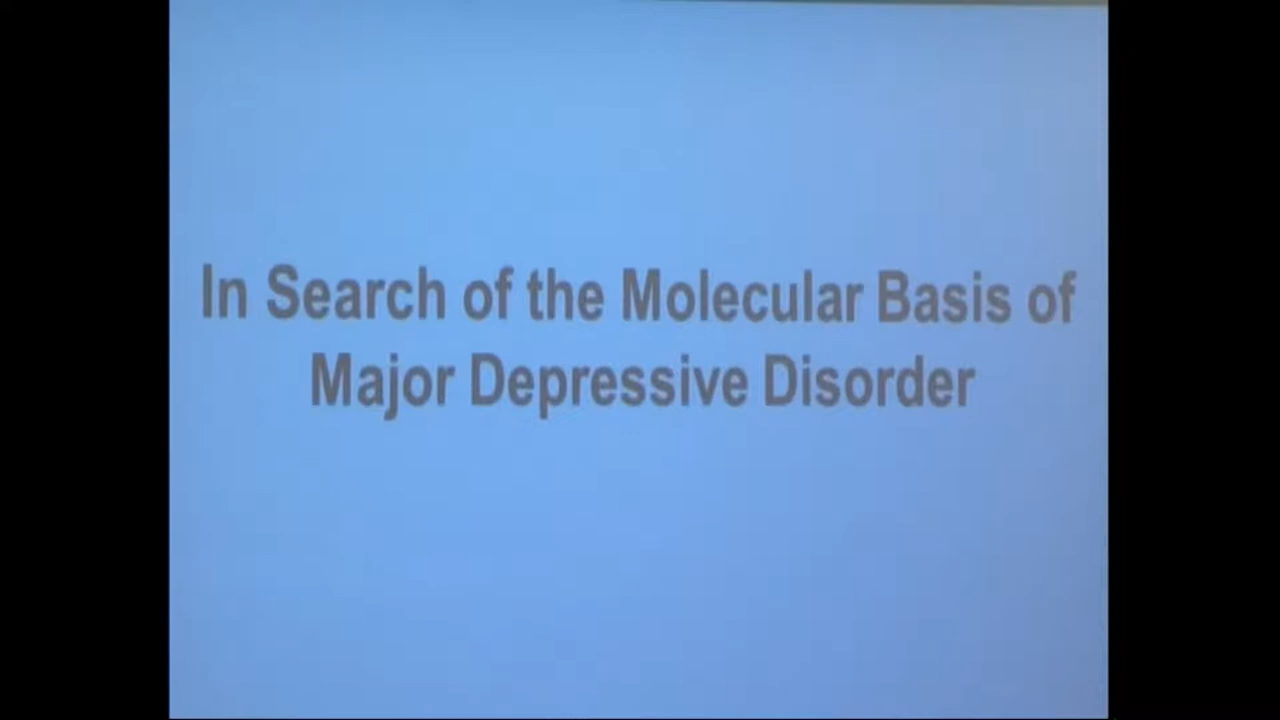 In Search of the Molecular Basis of
Major Depressive Disorder